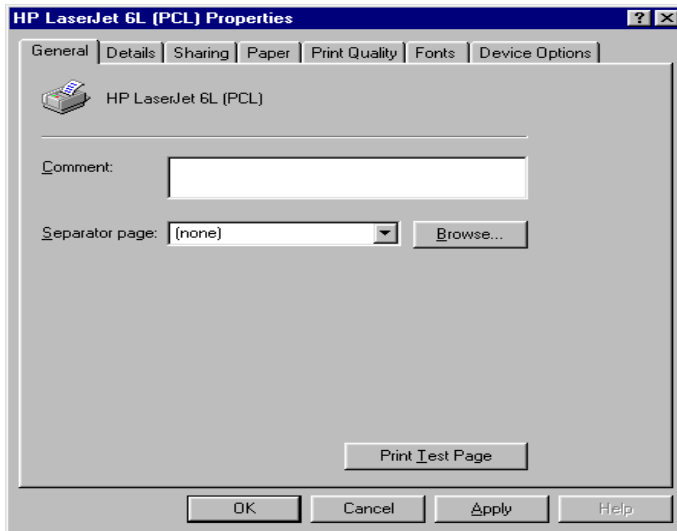 HP LaserJet 6L (PCL) Properties
General Details Sharing Paper Print Quality Fonts Device Options
HP LaserJet 6L (PCL)
Comment:
Separator page: (none) Browse...
Print Test Page
OK Cancel Apply Help